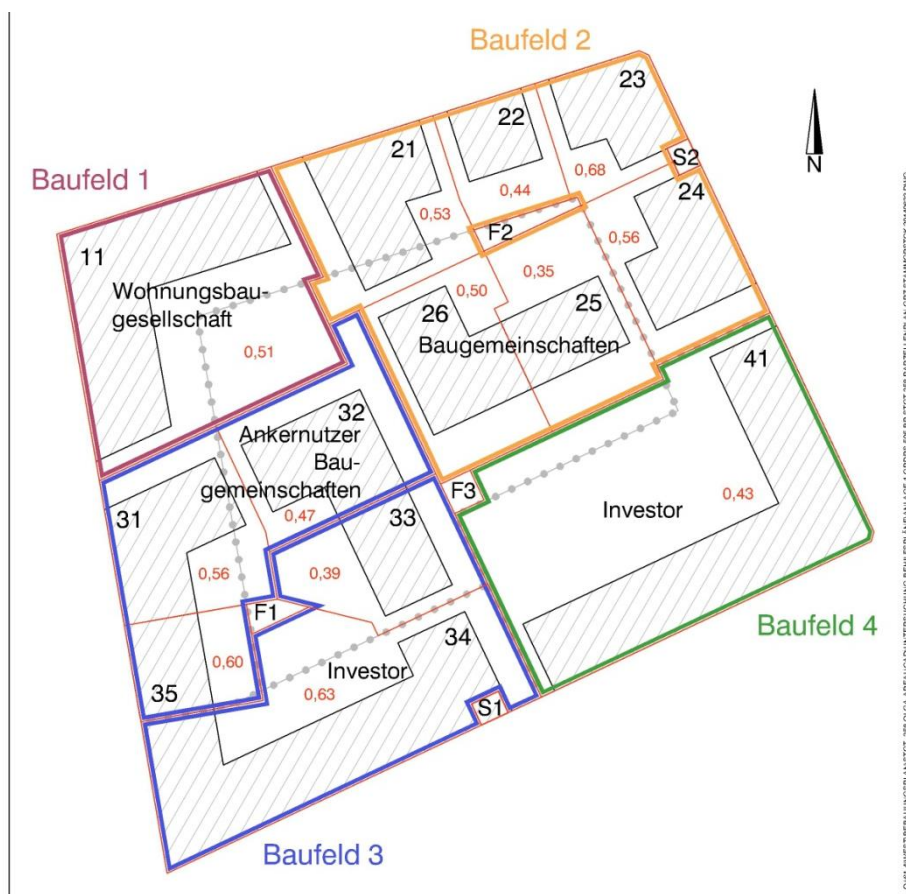 Baufeld 2
23
22
21
S2
Baufeld 1
0,68
0,44
24
0,53
11
F2
0,56
Wohnungsbau-
gesellschaft
0,35
0,50
26
25
Baugemeinschaften
0,51
41
32
Ankernutzer
Bau-
gemeinschaften
F3
0,43
Investor
31
0,47
33
0,56
0,39
F1
Baufeld 4
34
0,60
Investor
35
0,63
S1
Baufeld 3
N